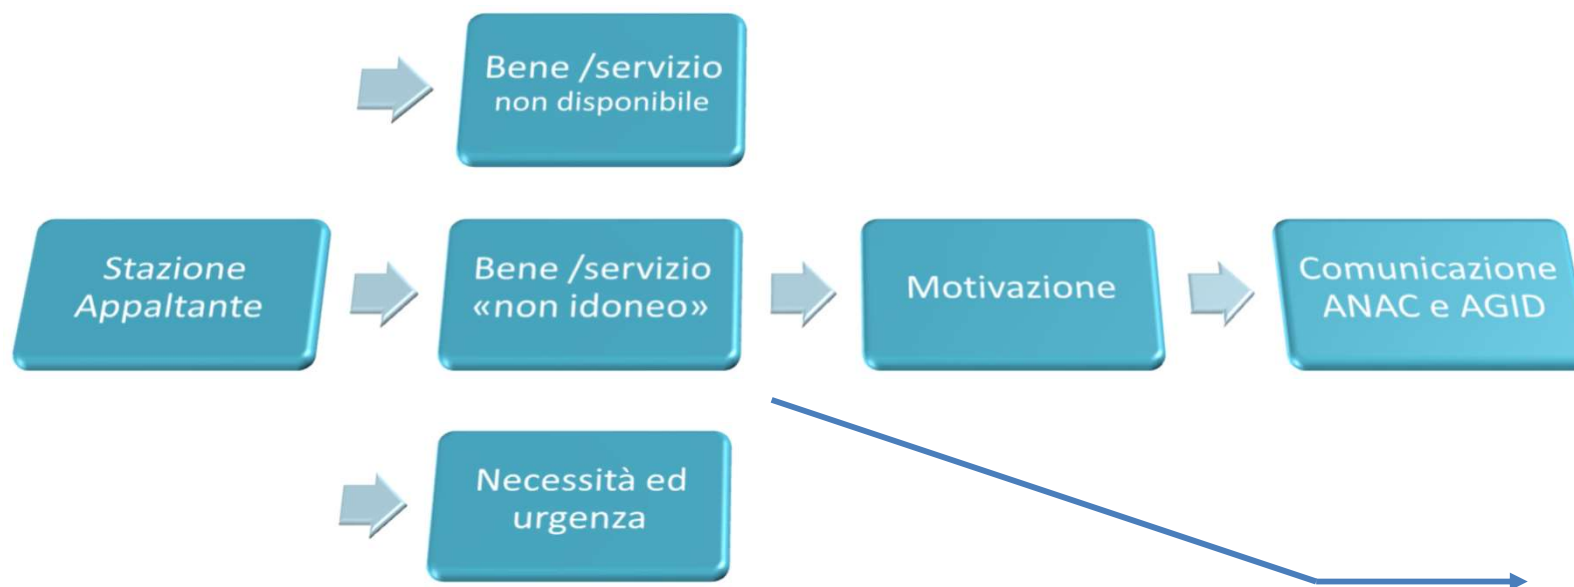 Bene /servizio
non disponibile
Stazione
Appaltante
Bene /servizio
«non idoneo»
Motivazione
Comunicazione
ANAC e AGID
Necessità ed
urgenza